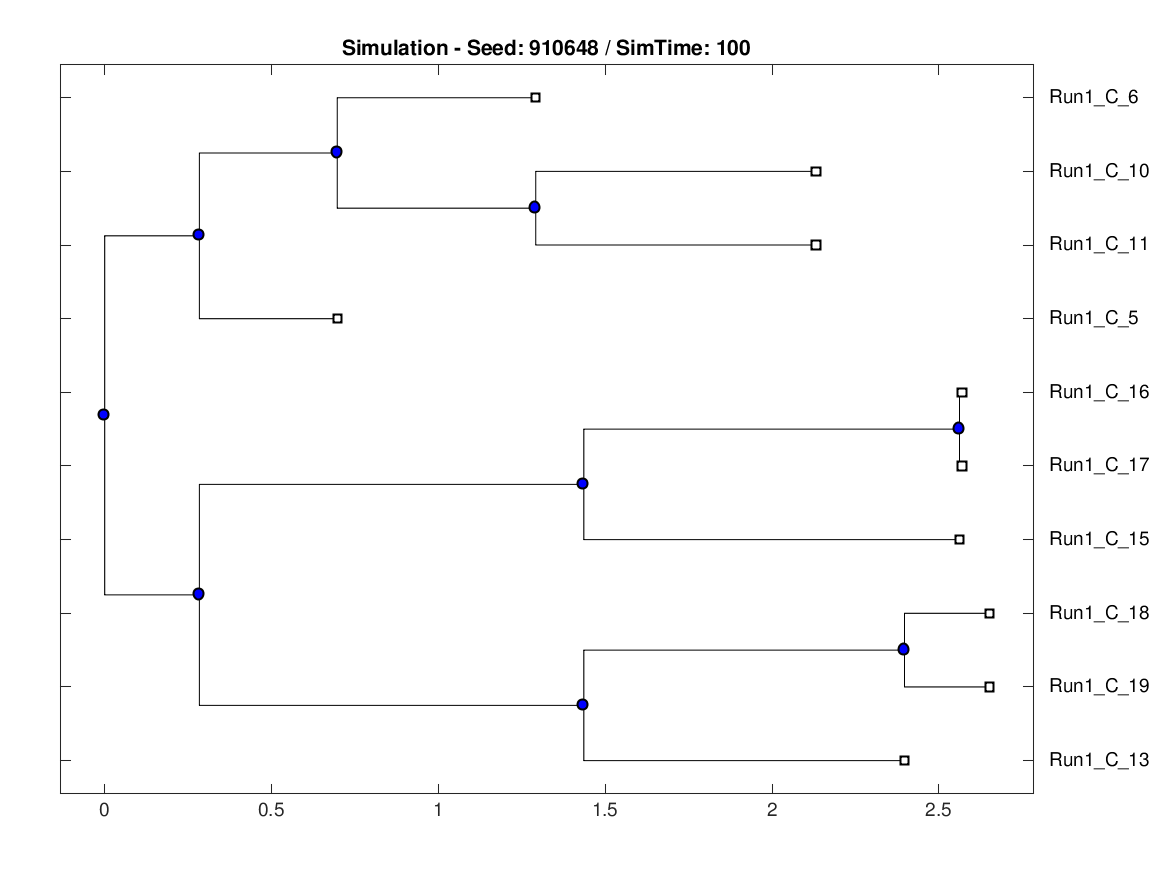 Simulation - Seed: 910648 / SimTime: 100
Run1_C_6
Run1_C_10
Run1_C_11
Run1_C_5
Run1_C_16
Run1_C_17
Run1_C_15
Run1_C_18
Run1_C_19
Run1_C_13
0 0.5 1 1.5 2 2.5